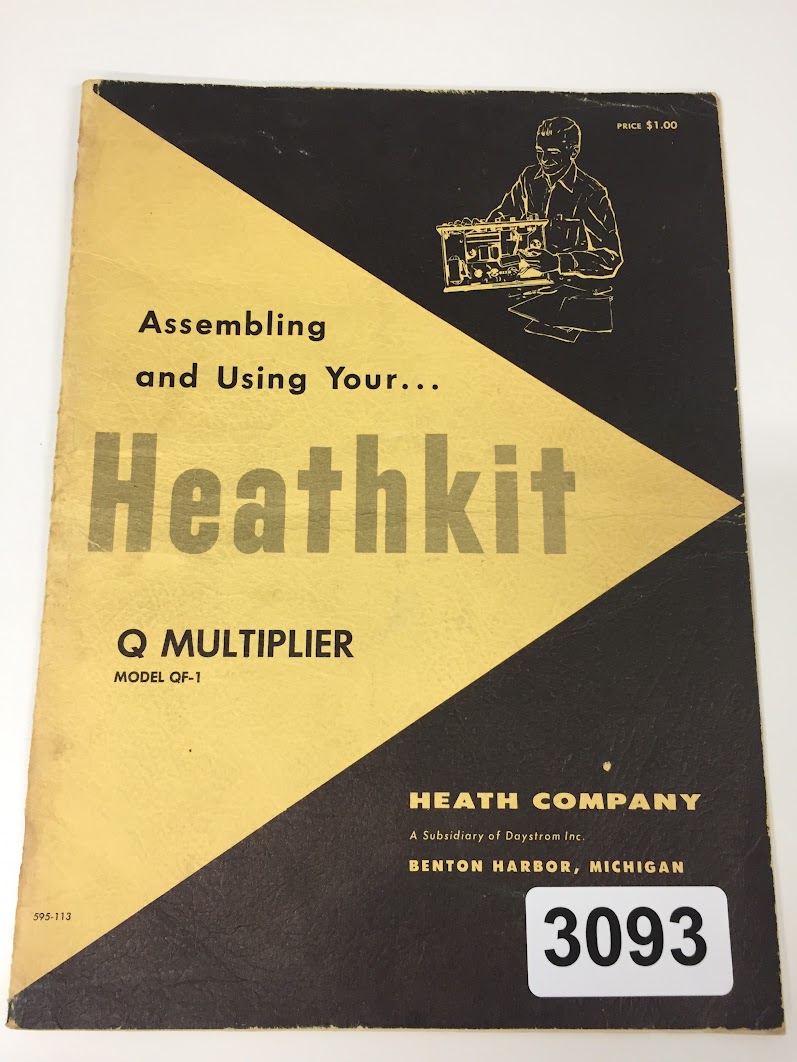 PRICE $1.00
Assembling
and Using Your...
Heathkit
Q MULTIPLIER
MODEL QF-1
HEATH COMPANY
A Subsidiary of Daystrom Inc.
BENTON HARBOR, MICHIGAN
595-113
3093